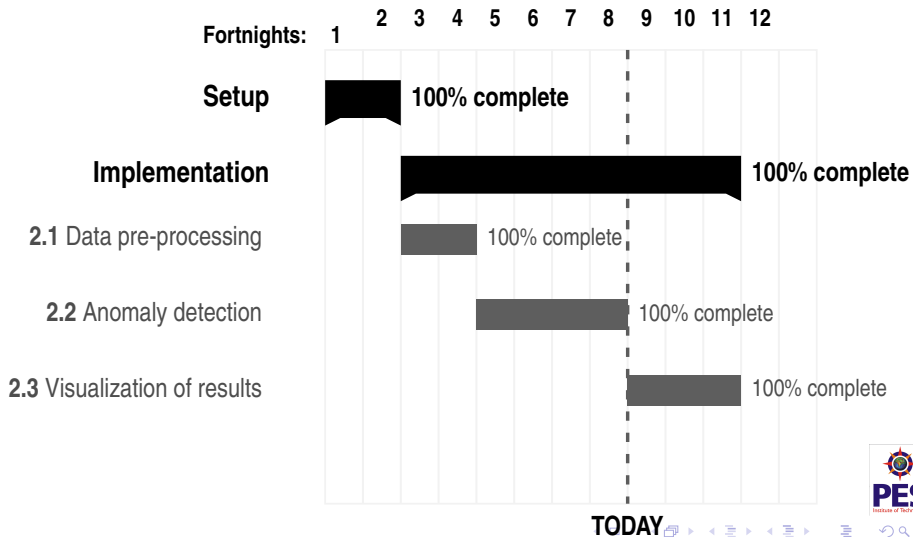 Fortnights: 1 2 3 4 5 6 7 8 9 10 11 12
Setup 100% complete
Implementation 100% complete
2.1 Data pre-processing 100% complete
2.2 Anomaly detection 100% complete
2.3 Visualization of results 100% complete
PES
TODAY